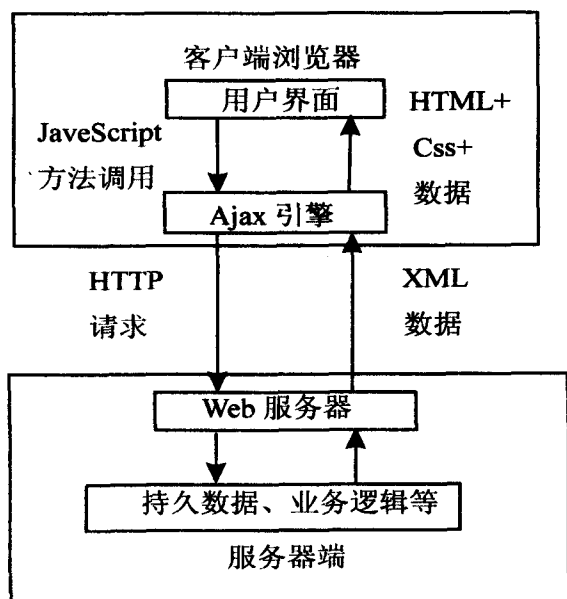 客户端浏览器
用户界面
JaveScript
方法调用
HTML+
Css+
数据
Ajax 引擎
HTTP
请求
XML
数据
Web 服务器
持久数据、业务逻辑等
服务器端